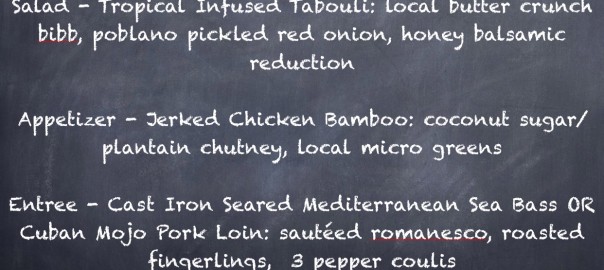 Salad - Tropical Infused Tabouli: local butter crunch
bibb, poblano pickled red onion, honey balsamic
reduction
Appetizer - Jerked Chicken Bamboo: coconut sugar/
plantain chutney, local micro greens
Entree - Cast Iron Seared Mediterranean Sea Bass OR
Cuban Mojo Pork Loin: sautéed romanesco, roasted
fingerlings, 3 pepper coulis